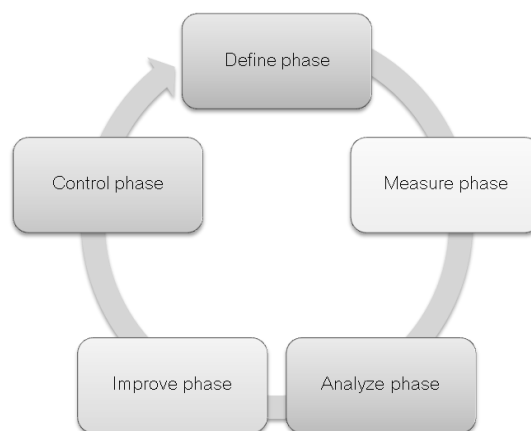 Define phase
Measure phase
Analyze phase
Improve phase
Control phase